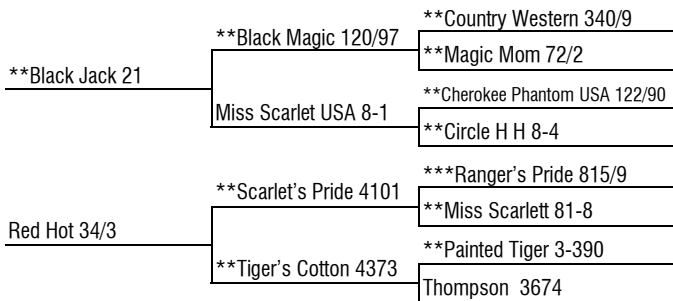 **Country Western 340/9
**Black Magic 120/97
**Magic Mom 72/2
**Black Jack 21
**Cherokee Phantom USA 122/90
Miss Scarlet USA 8-1
**Circle H H 8-4
***Ranger's Pride 815/9
**Scarlet's Pride 4101
**Miss Scarlett 81-8
Red Hot 34/3
**Painted Tiger 3-390
**Tiger's Cotton 4373
Thompson 3674